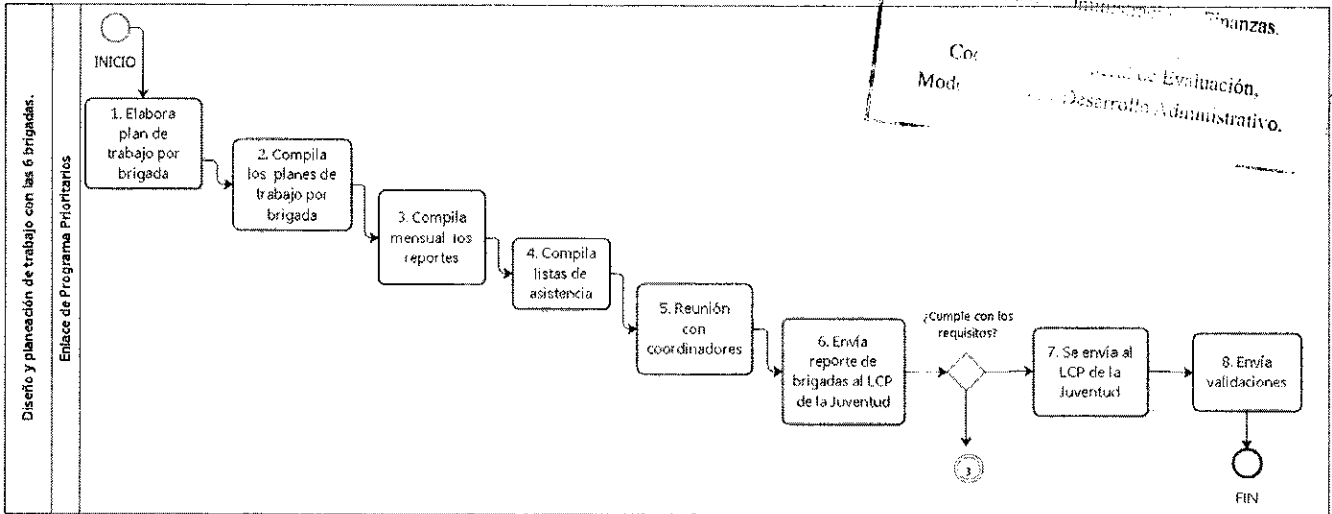 Finanzas.
Evaluación,
Desarrollo Administrativo.
Diseño y planeación de trabajo con las 6 brigadas.
Enlace de Programa Prioritarios
INICIO
1. Elabora
plan de
trabajo por
brigada
2. Compila
los planes de
trabajo por
brigada
3. Compila
mensual los
reportes
4. Compila
listas de
asistencia
5. Reunión
con
coordinadores
6. Envía
reporte de
brigadas al LCP
de la Juventud
¿Cumple con los
requisitos?
3
7. Se envía al
LCP de la
Juventud
8. Envía
validaciones
FIN